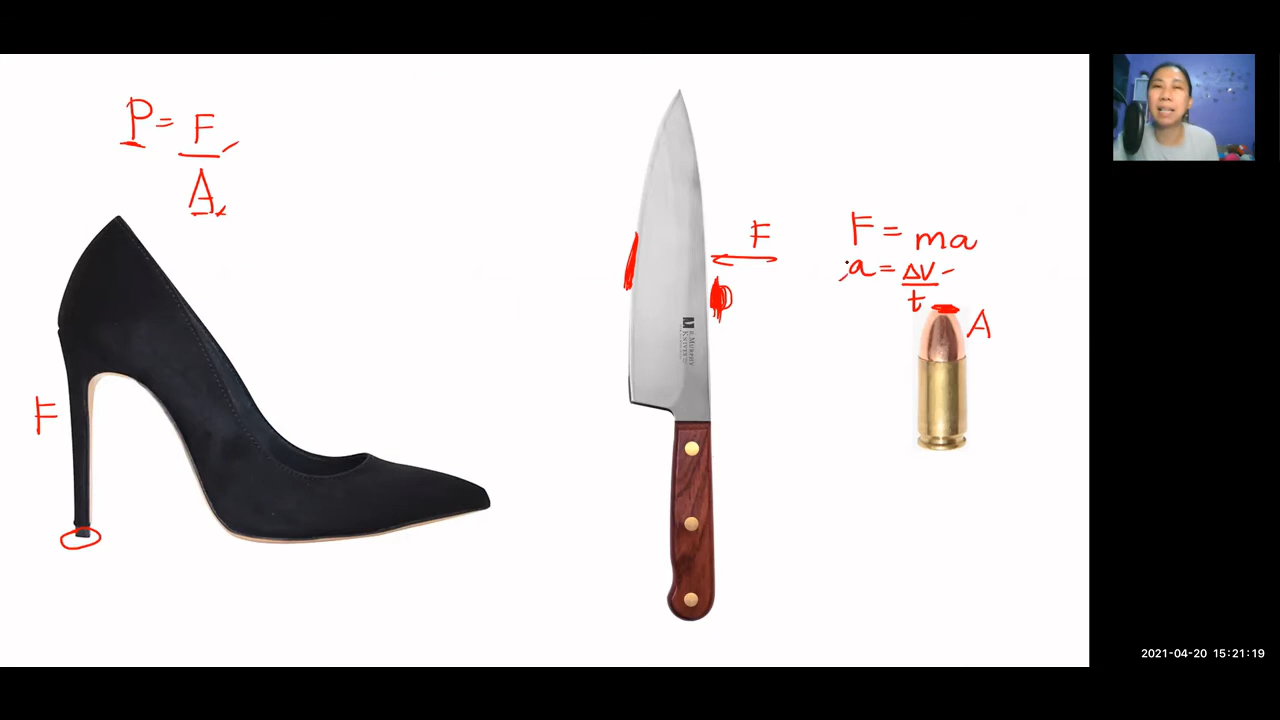 P = F
A
F
F
F = ma
a = ΔV
t
A
2021-04-20 15:21:19